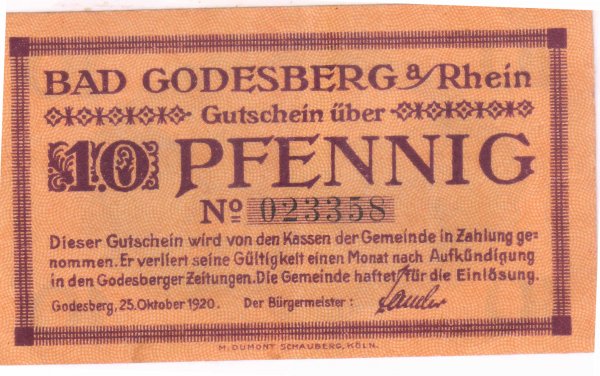 BAD GODESBERG a/Rhein
Gutschein über
10 PFENNIG
No 023358
Dieser Gutschein wird von den Kassen der Gemeinde in Zahlung ge-
nommen. Er verliert seine Gültigkeit einen Monat nach Aufkündigung
in den Godesberger Zeitungen. Die Gemeinde haftet für die Einlösung.
Godesberg, 25. Oktober 1920. Der Bürgermeister:
M. DUMONT SCHAUBERG, KÖLN.